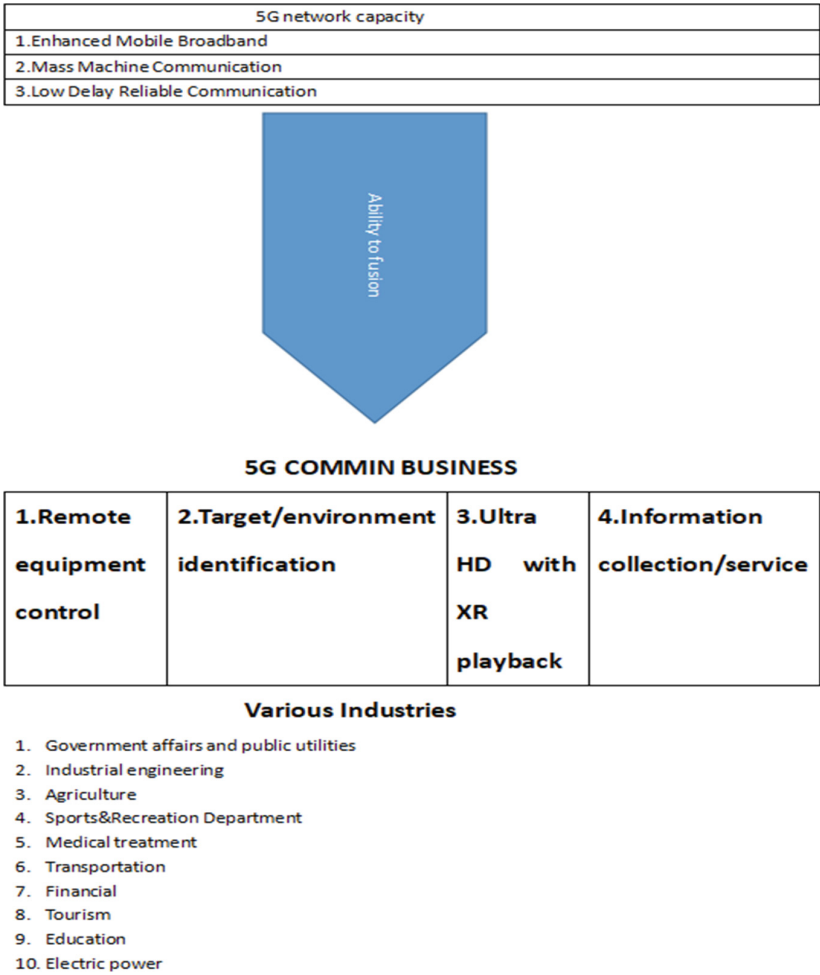 5G network capacity
1.Enhanced Mobile Broadband
2.Mass Machine Communication
3.Low Delay Reliable Communication
Ability to fusion
5G COMMIN BUSINESS
1.Remote
equipment
control
2.Target/environment
identification
3.Ultra
HD with
XR
playback
4.Information
collection/service
Various Industries
1. Government affairs and public utilities
2. Industrial engineering
3. Agriculture
4. Sports&Recreation Department
5. Medical treatment
6. Transportation
7. Financial
8. Tourism
9. Education
10. Electric power